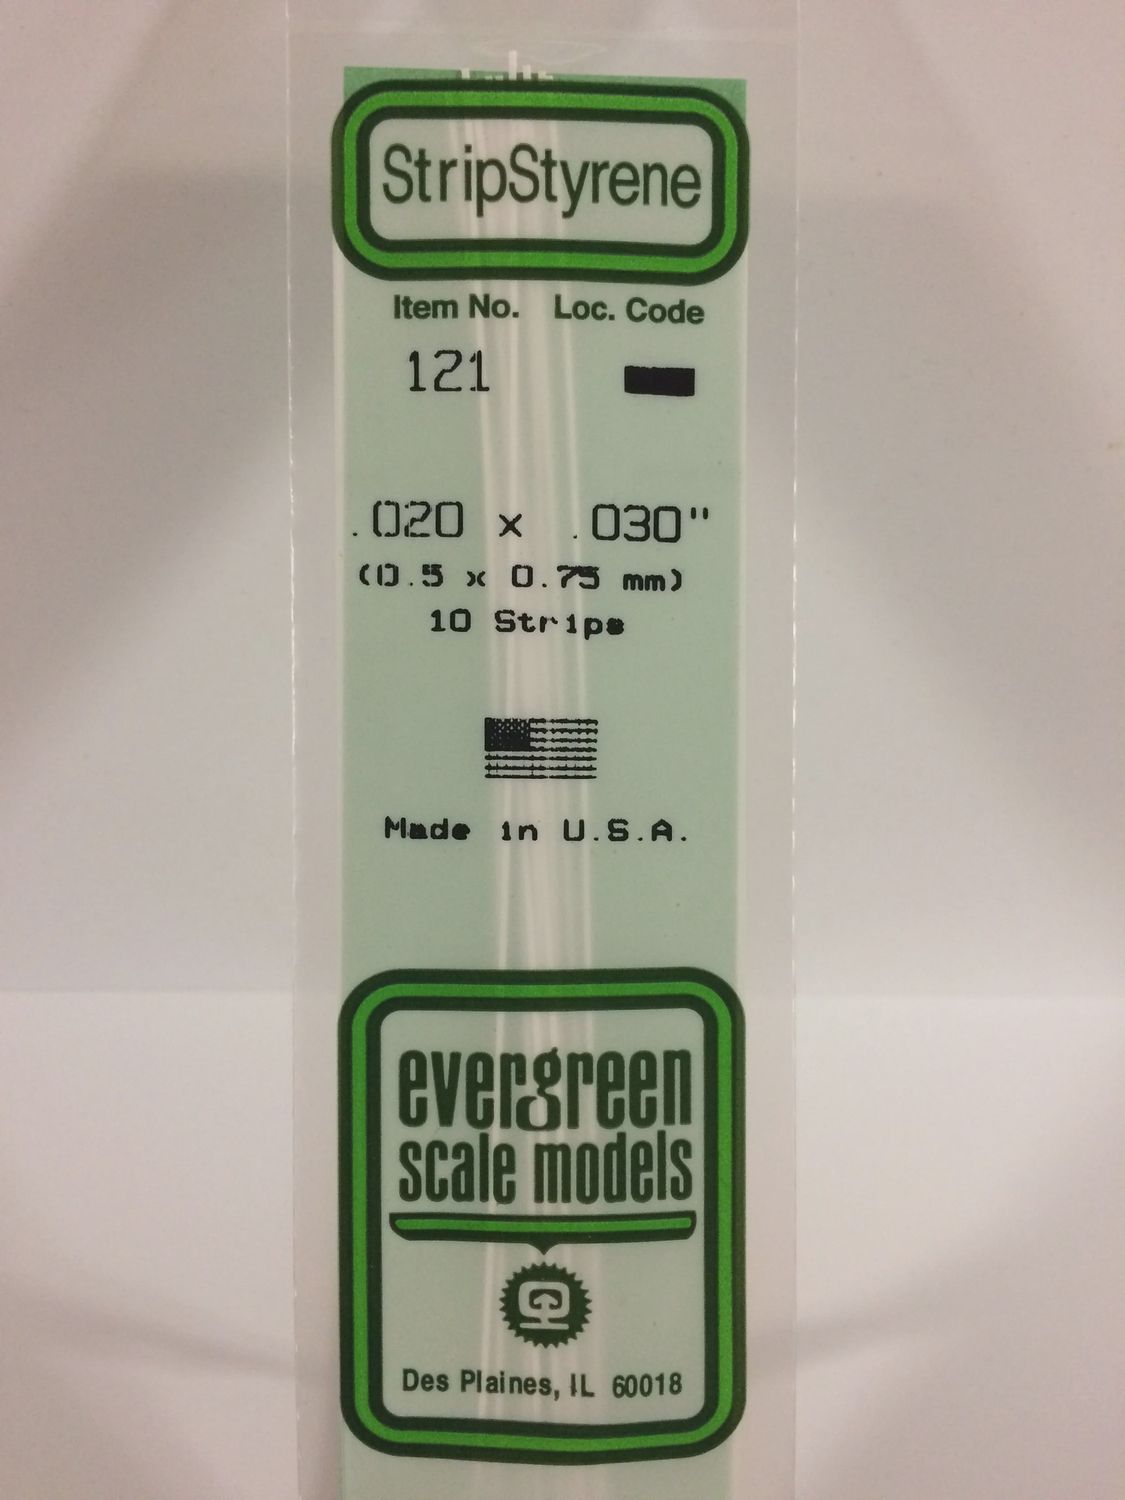 StripStyrene
Item No. Loc. Code
121
.020 x .030"
(0.5 x 0.75 mm)
10 Strips
Made in U.S.A.
evergreen
scale models
Des Plaines, IL 60018